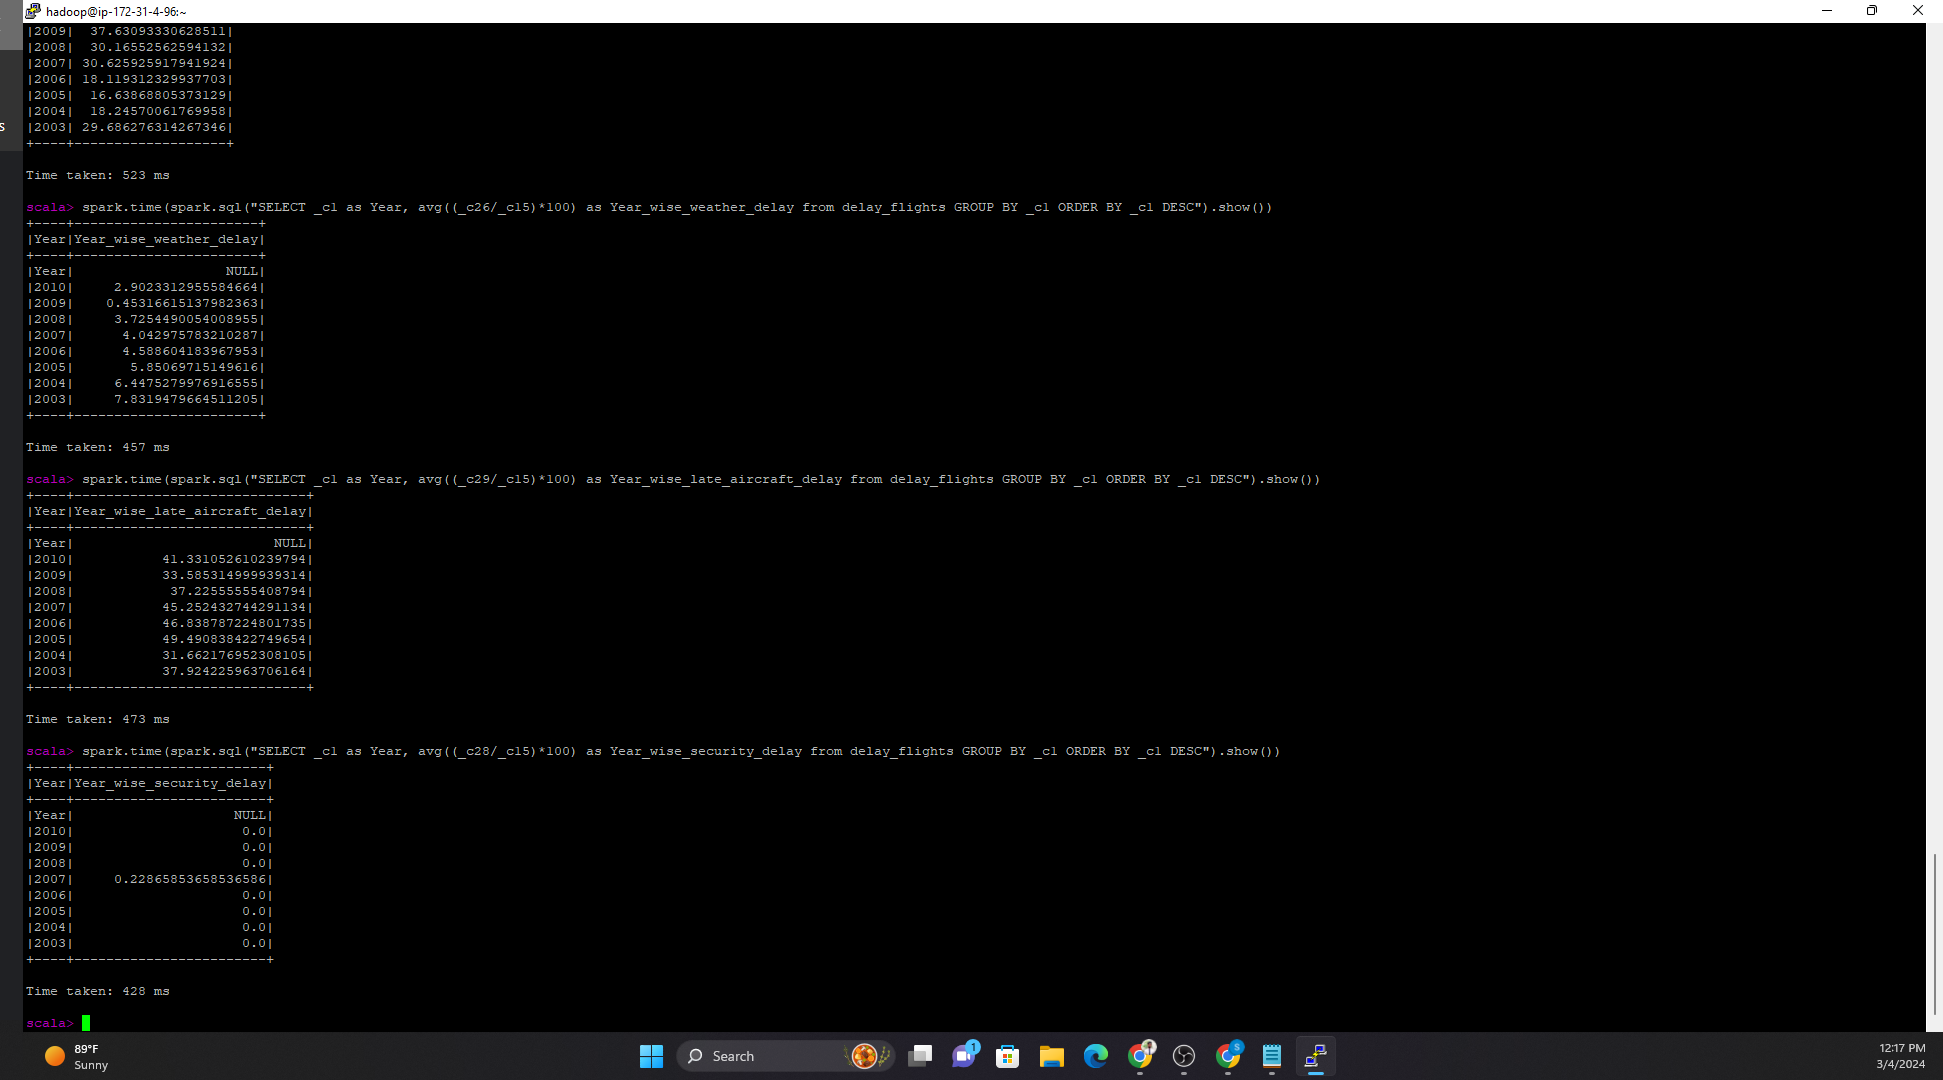 hadoop@ip-172-31-4-96:~
|2009|  37.63093330628511|
|2008|  30.16552562594132|
|2007| 30.625925917941924|
|2006| 18.119312329937703|
|2005|  16.63868805373129|
|2004|  18.24570061769958|
|2003| 29.686276314267346|
+----+-------------------+
Time taken: 523 ms
scala> spark.time(spark.sql("SELECT _c1 as Year, avg((_c26/_c15)*100) as Year_wise_weather_delay from delay_flights GROUP BY _c1 ORDER BY _c1 DESC").show())
+----+-----------------------+
|Year|Year_wise_weather_delay|
+----+-----------------------+
|Year|                   NULL|
|2010|     2.9023312955584664|
|2009|    0.45316615137982363|
|2008|     3.7254490054008955|
|2007|      4.042975783210287|
|2006|      4.588604183967953|
|2005|       5.85069715149616|
|2004|     6.4475279976916555|
|2003|     7.8319479664511205|
+----+-----------------------+
Time taken: 457 ms
scala> spark.time(spark.sql("SELECT _c1 as Year, avg((_c29/_c15)*100) as Year_wise_late_aircraft_delay from delay_flights GROUP BY _c1 ORDER BY _c1 DESC").show())
+----+-----------------------------+
|Year|Year_wise_late_aircraft_delay|
+----+-----------------------------+
|Year|                         NULL|
|2010|           41.331052610239794|
|2009|           33.585314999939314|
|2008|            37.22555555408794|
|2007|           45.252432744291134|
|2006|           46.838787224801735|
|2005|           49.490838422749654|
|2004|           31.662176952308105|
|2003|           37.924225963706164|
+----+-----------------------------+
Time taken: 473 ms
scala> spark.time(spark.sql("SELECT _c1 as Year, avg((_c28/_c15)*100) as Year_wise_security_delay from delay_flights GROUP BY _c1 ORDER BY _c1 DESC").show())
+----+------------------------+
|Year|Year_wise_security_delay|
+----+------------------------+
|Year|                    NULL|
|2010|                     0.0|
|2009|                     0.0|
|2008|                     0.0|
|2007|     0.22865853658536586|
|2006|                     0.0|
|2005|                     0.0|
|2004|                     0.0|
|2003|                     0.0|
+----+------------------------+
Time taken: 428 ms
scala>
s
89°F
Sunny
Search
1
S
12:17 PM
3/4/2024